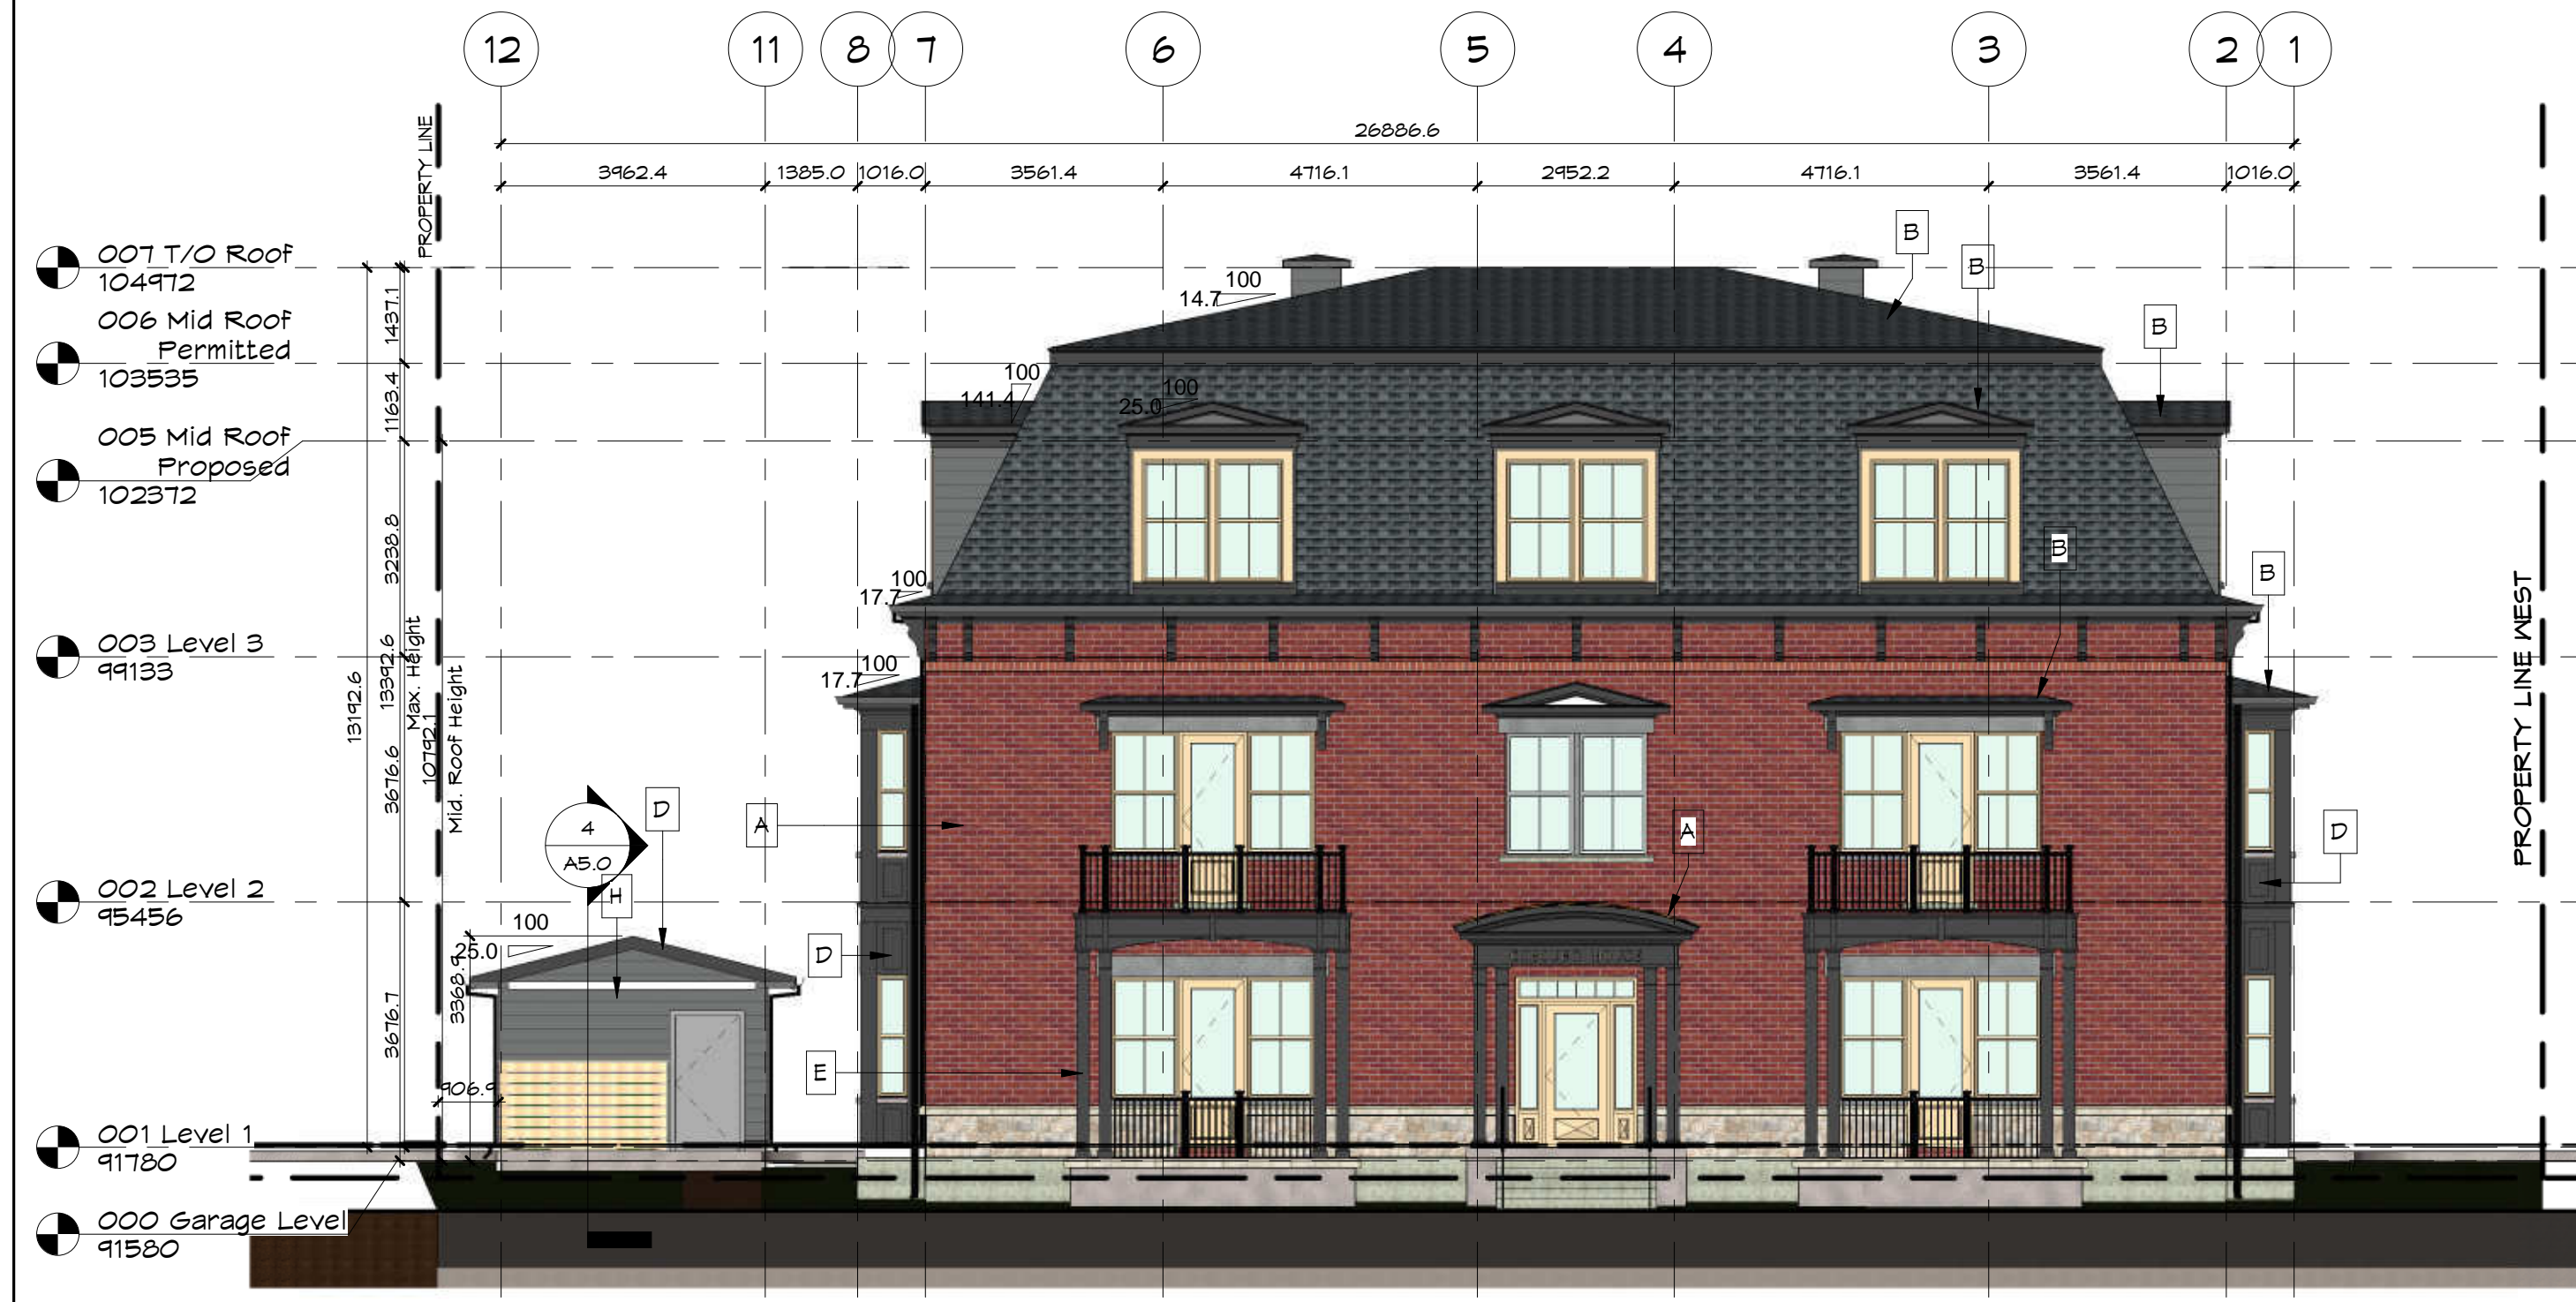 12 11 8 7 6 5 4 3 2 1
26886.6
3962.4 1385.0 1016.0 3561.4 4716.1 2952.2 4716.1 3561.4 1016.0
PROPERTY LINE
007 T/O Roof
104972
006 Mid Roof
Permitted
103535
005 Mid Roof
Proposed
102372
003 Level 3
99133
002 Level 2
95456
001 Level 1
91780
000 Garage Level
91580
1437.1
1163.4
3238.8
3676.6
3676.7
13192.6
13392.6
Max. Height
10792.1
Mid. Roof Height
3368.9
906.9
100
14.7
100
141.4
100
25.0
100
17.7
100
17.7
100
25.0
B
B
B
B
B
A
A
D
D
D
H
E
4
A5.0
PROPERTY LINE WEST